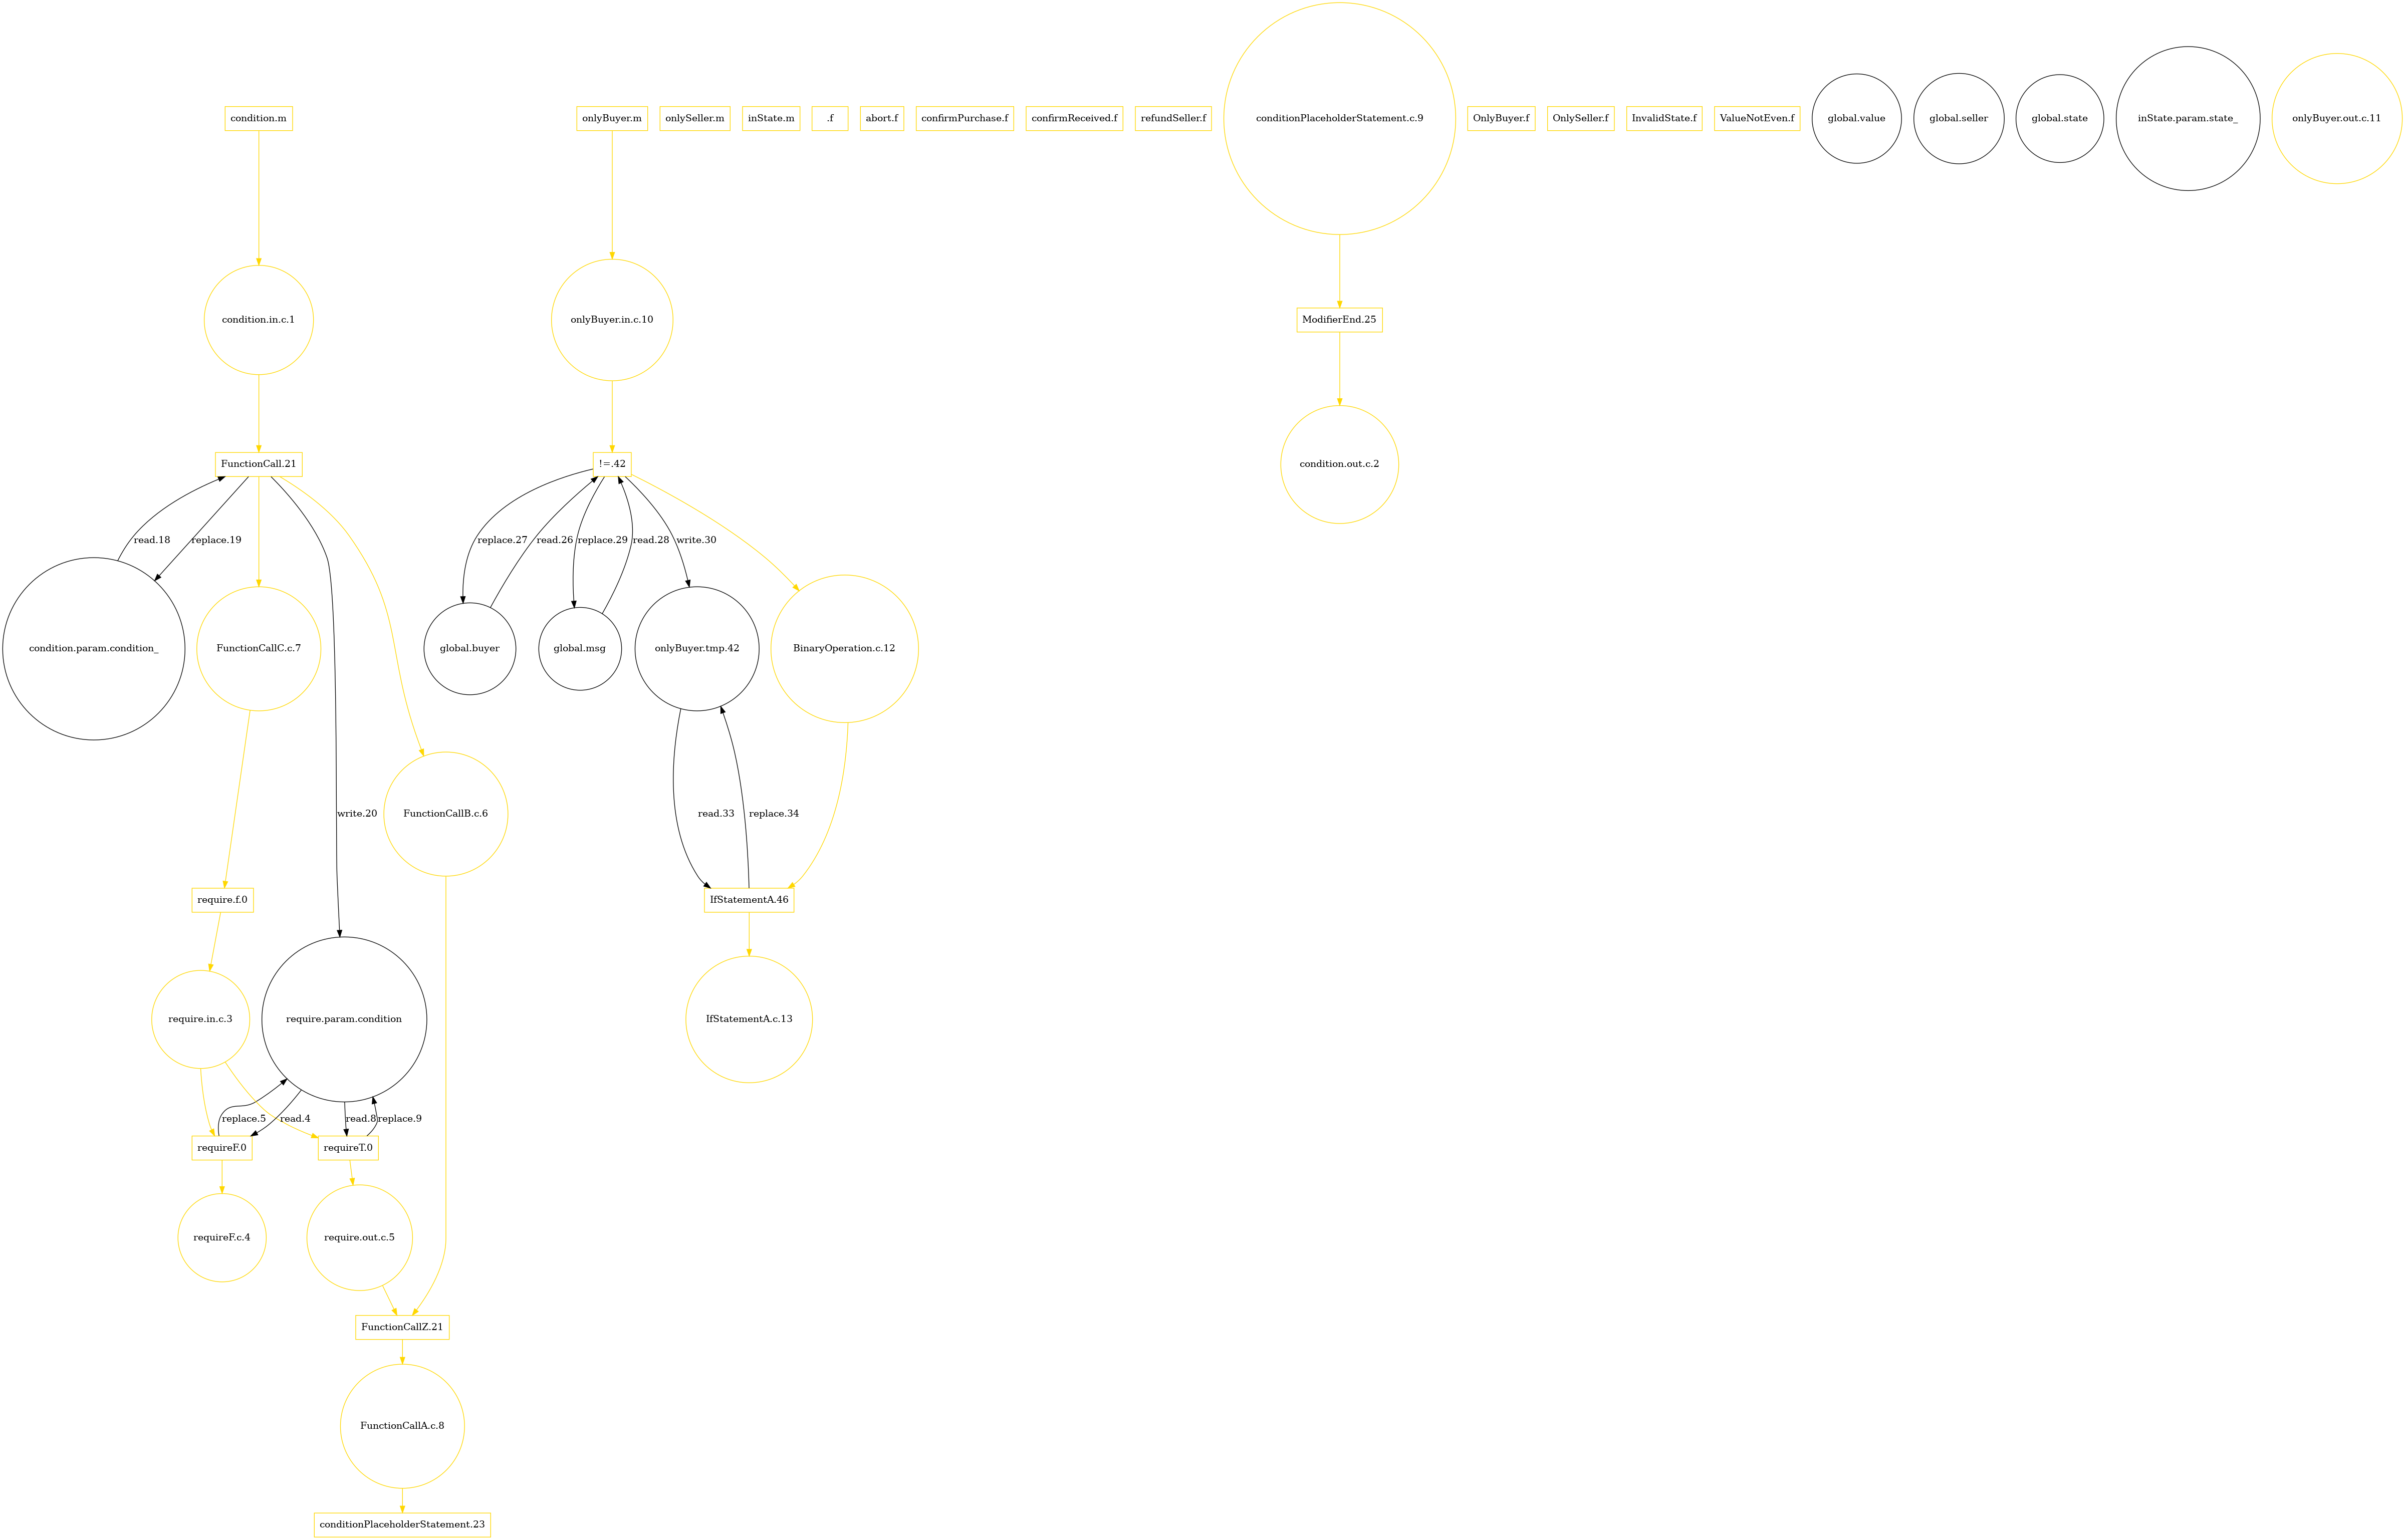 condition.m
onlyBuyer.m
onlySeller.m
inState.m
.f
abort.f
confirmPurchase.f
confirmReceived.f
refundSeller.f
conditionPlaceholderStatement.c.9
OnlyBuyer.f
OnlySeller.f
InvalidState.f
ValueNotEven.f
global.value
global.seller
global.state
inState.param.state_
onlyBuyer.out.c.11
condition.in.c.1
onlyBuyer.in.c.10
ModifierEnd.25
FunctionCall.21
!=.42
condition.out.c.2
read.18
replace.19
replace.27
read.26
replace.29
read.28
write.30
condition.param.condition_
FunctionCallC.c.7
global.buyer
global.msg
onlyBuyer.tmp.42
BinaryOperation.c.12
write.20
FunctionCallB.c.6
read.33
replace.34
require.f.0
IfStatementA.46
require.in.c.3
require.param.condition
IfStatementA.c.13
replace.5
read.4
read.8
replace.9
requireF.0
requireT.0
requireF.c.4
require.out.c.5
FunctionCallZ.21
FunctionCallA.c.8
conditionPlaceholderStatement.23